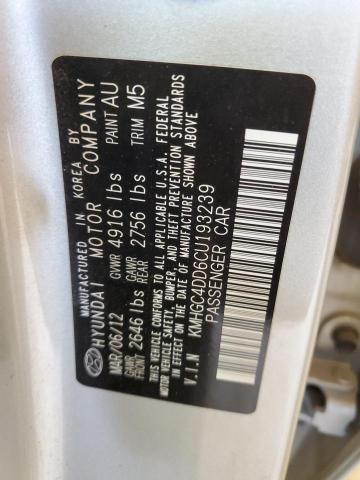 MANUFACTURED IN KOREA BY
HYUNDAI MOTOR COMPANY
MAR/06/12 GVWR 4916 lbs PAINT AU
GAWR FRONT 2646 lbs GAWR REAR 2756 lbs TRIM M5
THIS VEHICLE CONFORMS TO ALL APPLICABLE U.S.A. FEDERAL
MOTOR VEHICLE SAFETY, BUMPER, AND THEFT PREVENTION STANDARDS
IN EFFECT ON THE DATE OF MANUFACTURE SHOWN ABOVE
V.I.N KMHGC4DD6CU193239
PASSENGER CAR